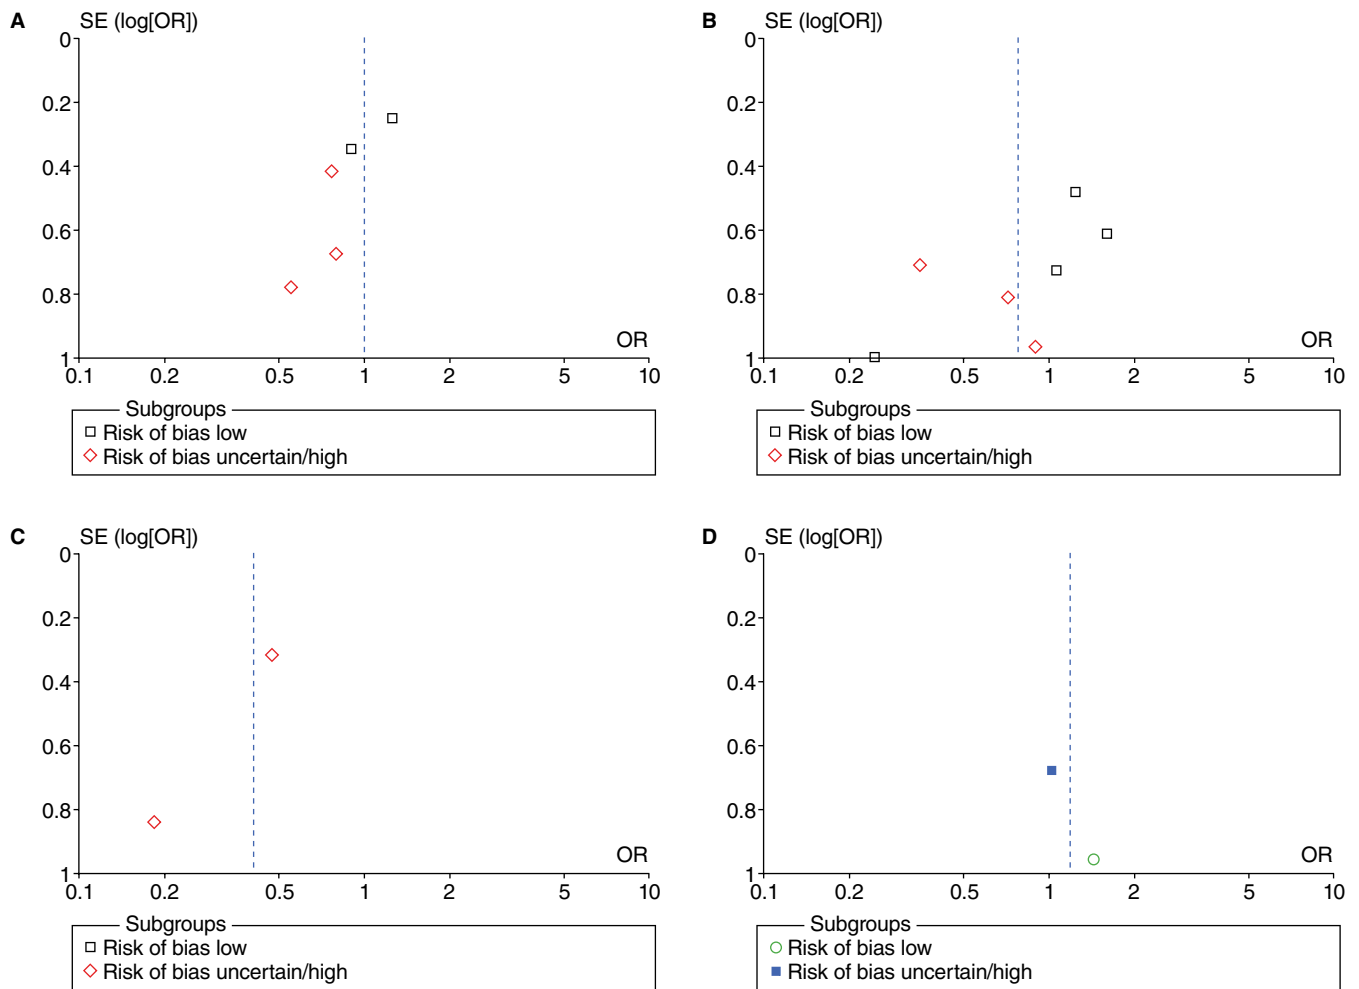 A SE (log[OR])
0
0.2
0.4
0.6
0.8
1
OR
0.1 0.2 0.5 1 2 5 10
Subgroups
Risk of bias low
Risk of bias uncertain/high
B SE (log[OR])
0
0.2
0.4
0.6
0.8
1
OR
0.1 0.2 0.5 1 2 5 10
Subgroups
Risk of bias low
Risk of bias uncertain/high
C SE (log[OR])
0
0.2
0.4
0.6
0.8
1
OR
0.1 0.2 0.5 1 2 5 10
Subgroups
Risk of bias low
Risk of bias uncertain/high
D SE (log[OR])
0
0.2
0.4
0.6
0.8
1
OR
0.1 0.2 0.5 1 2 5 10
Subgroups
Risk of bias low
Risk of bias uncertain/high